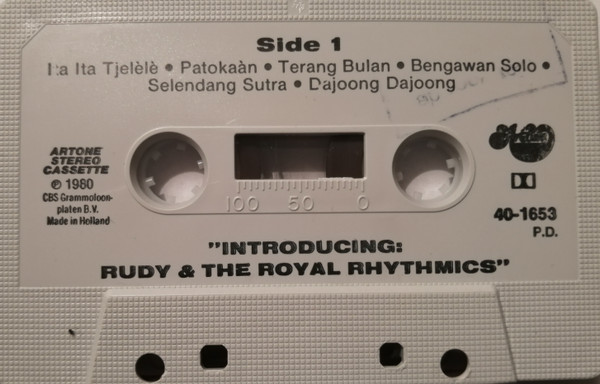 Side 1
Ita Ita Tjelèlè • Patokaàn • Terang Bulan • Bengawan Solo •
Selendang Sutra • Dajoong Dajoong
ARTONE
STEREO
CASSETTE
℗ 1980
CBS Grammoloon-
platen B.V.
Made in Holland
100 50 0
40-1653
P.D.
"INTRODUCING:
RUDY & THE ROYAL RHYTHMICS"